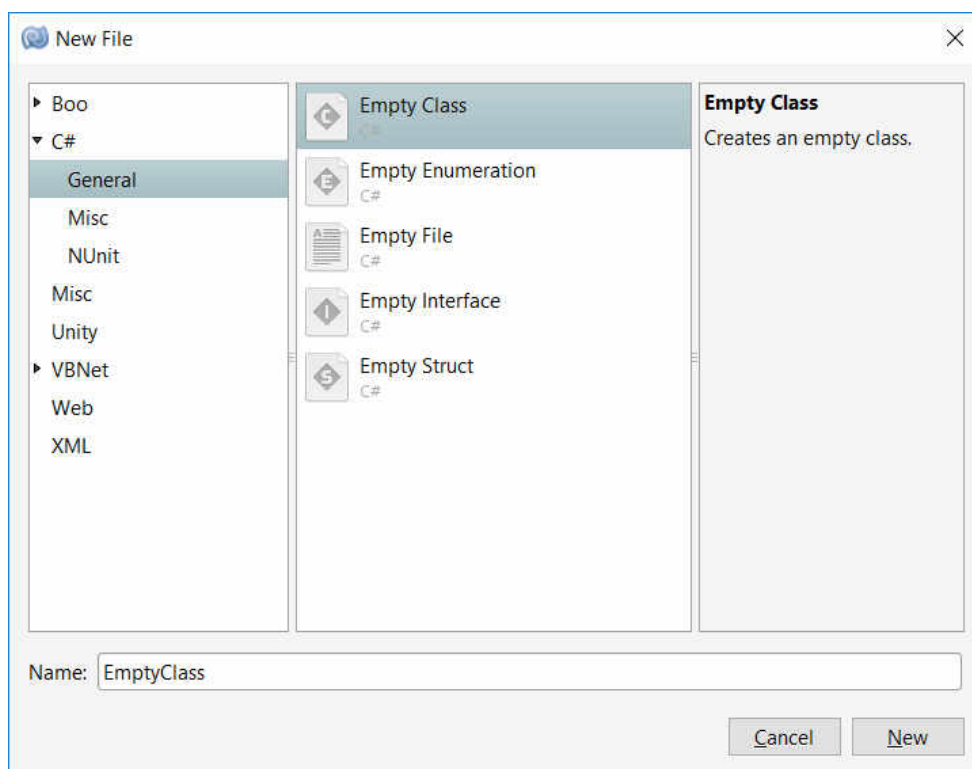 New File
Boo
C#
General
Misc
NUnit
Misc
Unity
VBNet
Web
XML
Empty Class
C#
Empty Enumeration
C#
Empty File
C#
Empty Interface
C#
Empty Struct
C#
Empty Class
Creates an empty class.
Name: EmptyClass
Cancel
New